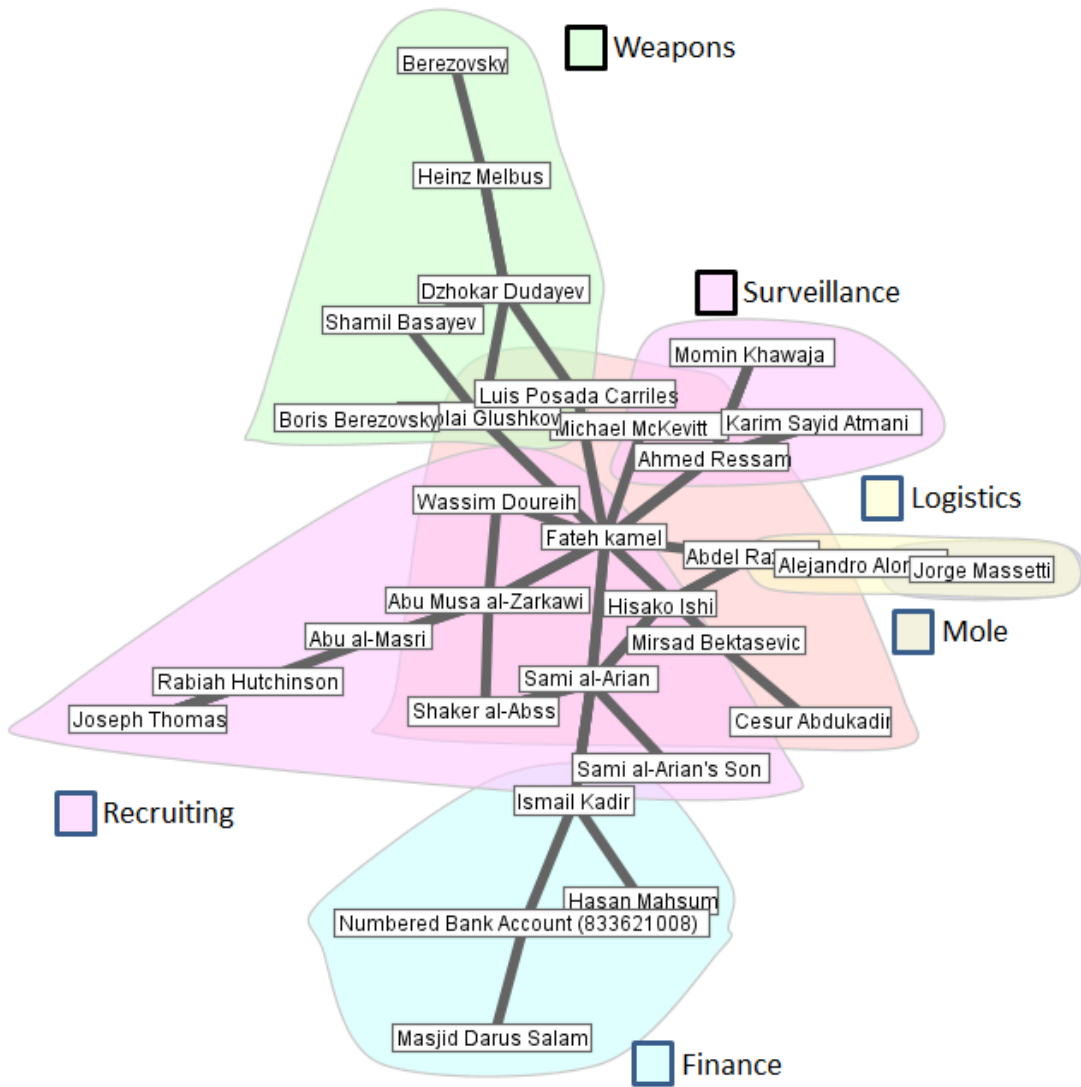 Weapons
Berezovsky
Heinz Melbus
Surveillance
Dzhokar Dudayev
Shamil Basayev
Momin Khawaja
Luis Posada Carriles
Boris Berezovsky
Glushkov
Michael McKevitt
Karim Sayid Atmani
Ahmed Ressam
Wassim Doureih
Logistics
Fateh kamel
Abdel
Alejandro
Jorge Massetti
Abu Musa al-Zarkawi
Hisako Ishi
Mole
Abu al-Masri
Mirsad Bektasevic
Rabiah Hutchinson
Sami al-Arian
Joseph Thomas
Shaker al-Abss
Cesur Abdukadir
Sami al-Arian's Son
Ismail Kadir
Recruiting
Hasan Mahsum
Numbered Bank Account (833621008)
Masjid Darus Salam
Finance